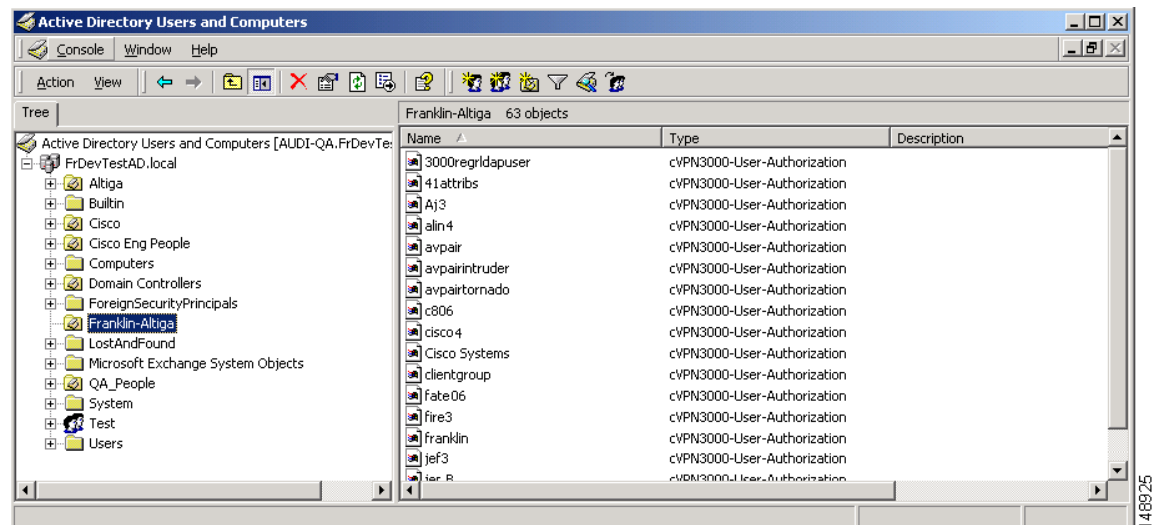 Active Directory Users and Computers
Console Window Help
Action View
Tree
Franklin-Altiga 63 objects
Active Directory Users and Computers [AUDI-QA.FrDevTe
FrDevTestAD.local
Altiga
Builtin
Cisco
Cisco Eng People
Computers
Domain Controllers
ForeignSecurityPrincipals
Franklin-Altiga
LostAndFound
Microsoft Exchange System Objects
QA_People
System
Test
Users
Name Type Description
3000regrldapuser cVPN3000-User-Authorization
41attribs cVPN3000-User-Authorization
Aj3 cVPN3000-User-Authorization
alin4 cVPN3000-User-Authorization
avpair cVPN3000-User-Authorization
avpairintruder cVPN3000-User-Authorization
avpairtornado cVPN3000-User-Authorization
c806 cVPN3000-User-Authorization
cisco4 cVPN3000-User-Authorization
Cisco Systems cVPN3000-User-Authorization
clientgroup cVPN3000-User-Authorization
fate06 cVPN3000-User-Authorization
fire3 cVPN3000-User-Authorization
franklin cVPN3000-User-Authorization
jef3 cVPN3000-User-Authorization
cVPN3000-User-Authorization
148925